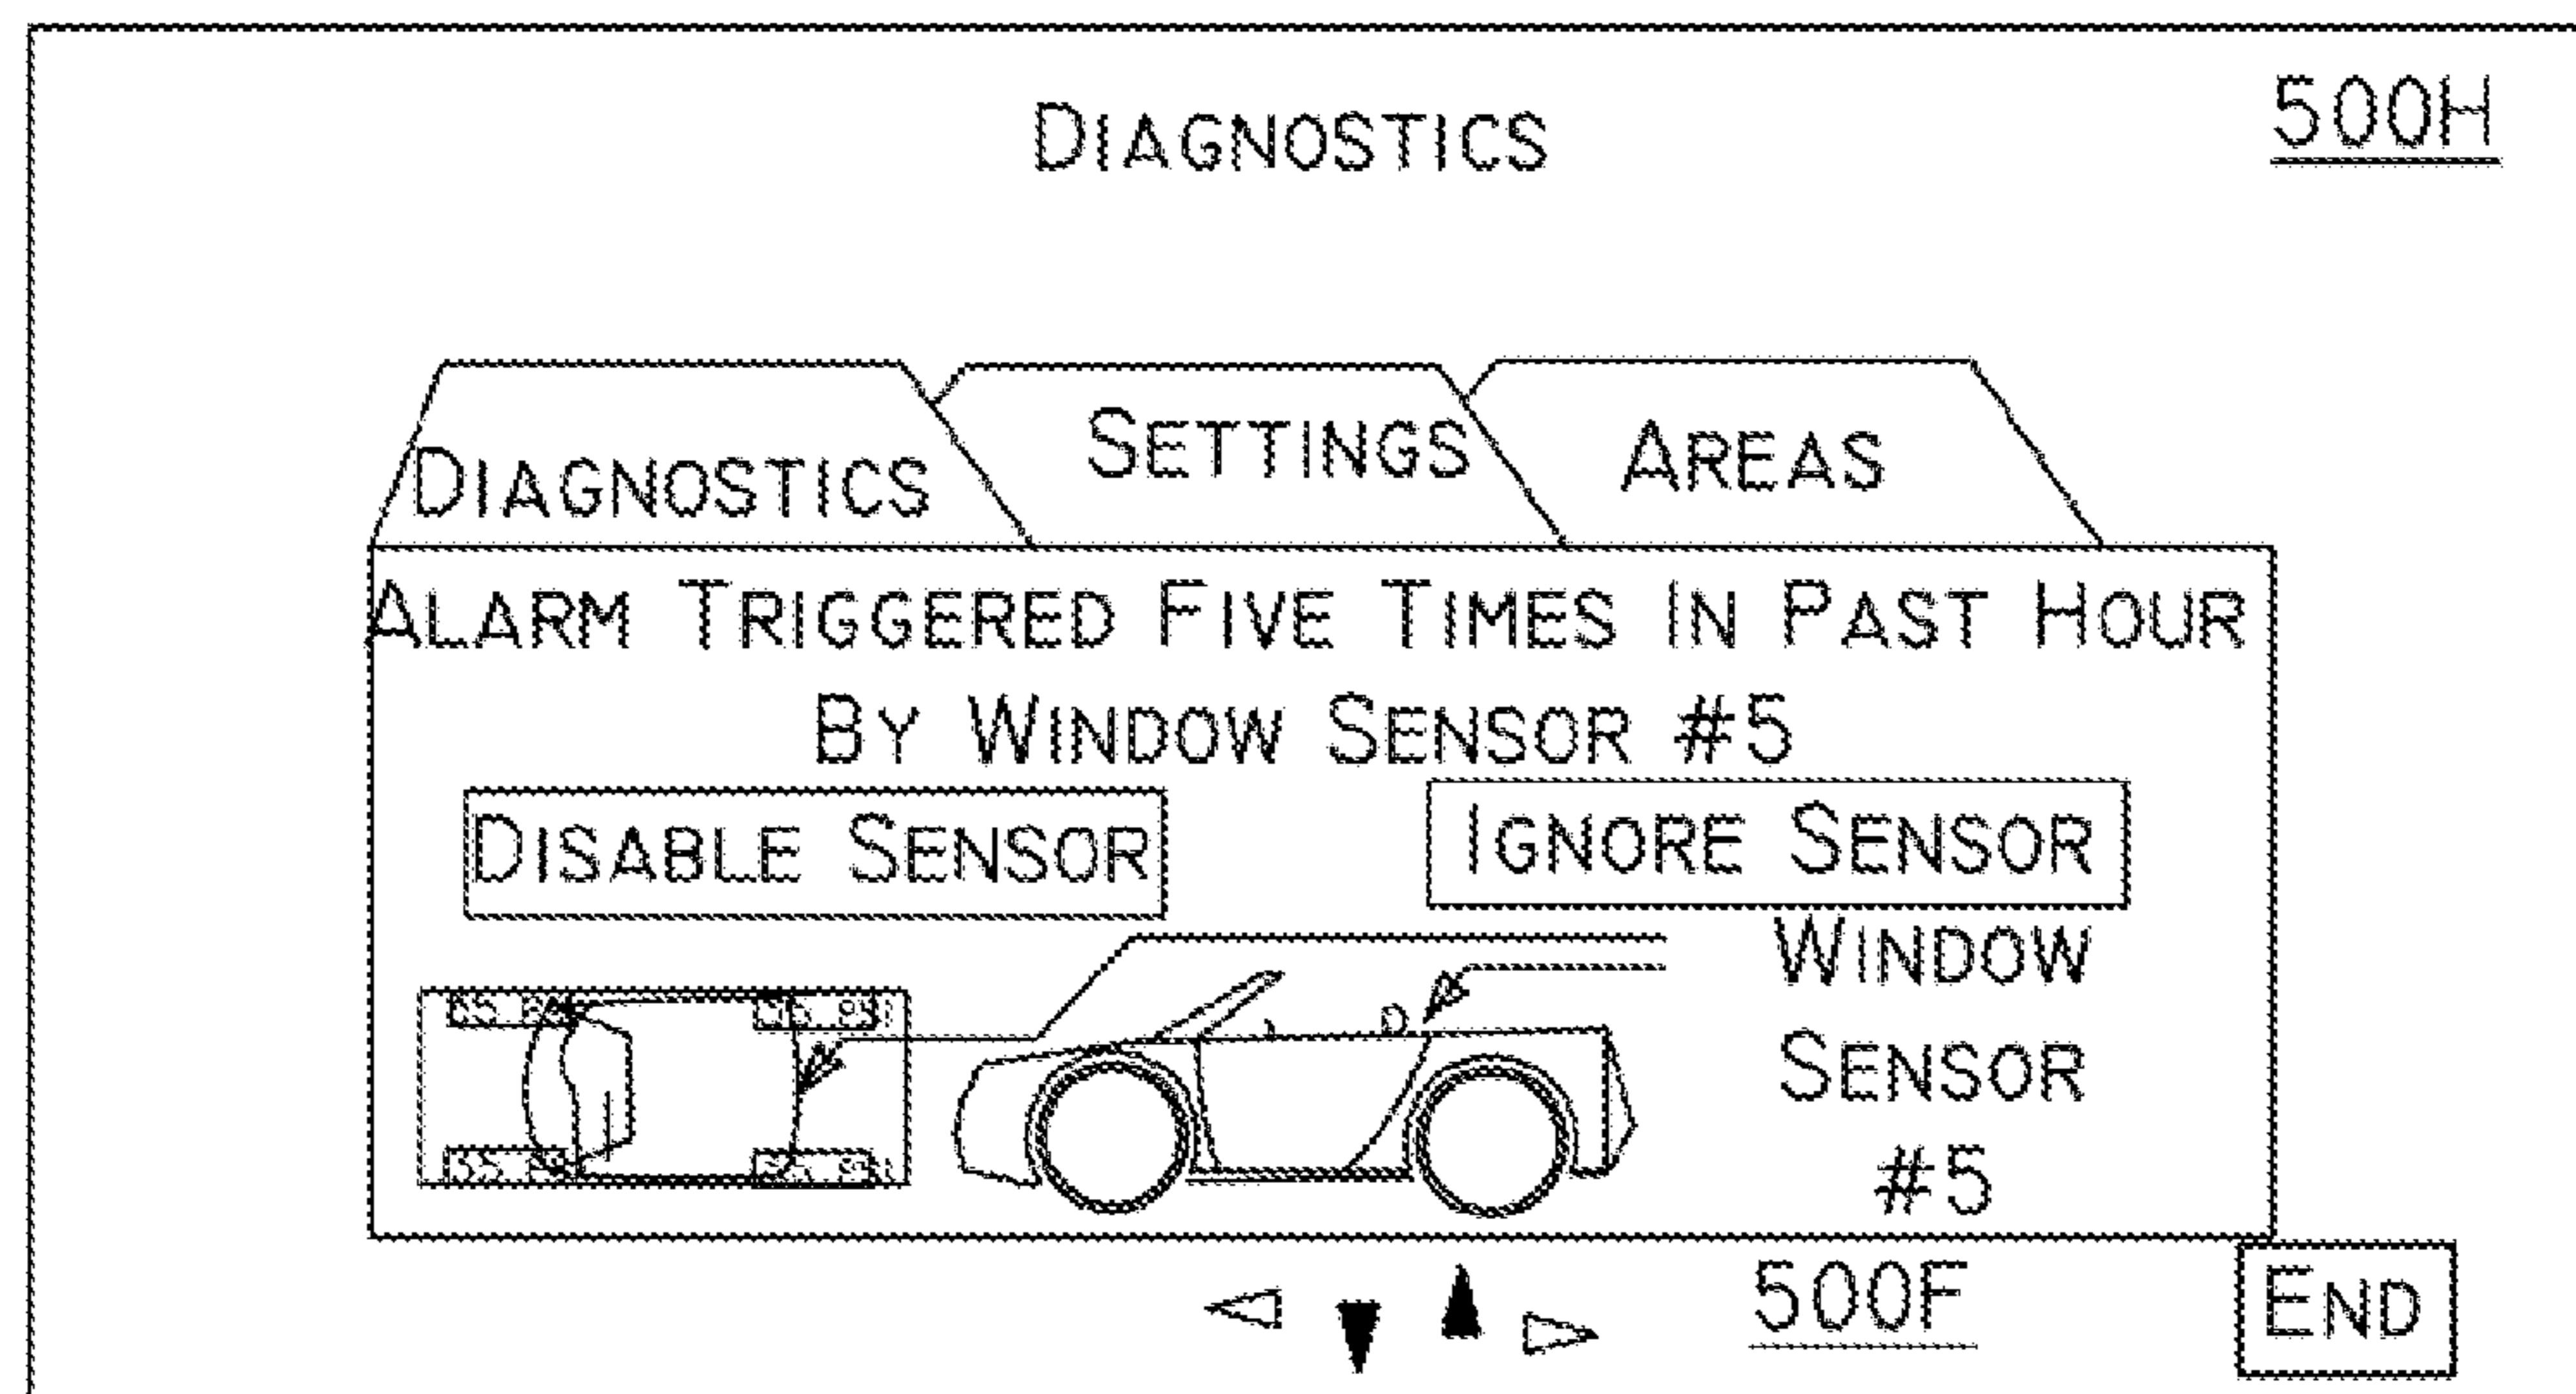 500H
DIAGNOSTICS
DIAGNOSTICS
SETTINGS
AREAS
ALARM TRIGGERED FIVE TIMES IN PAST HOUR
BY WINDOW SENSOR #5
DISABLE SENSOR
IGNORE SENSOR
WINDOW
SENSOR
#5
500F
END